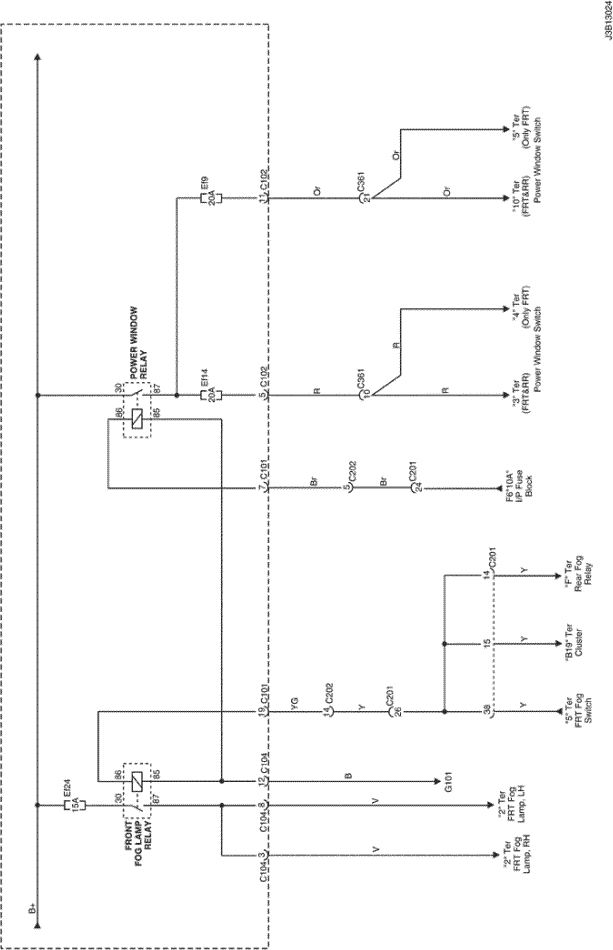 J3B13024
B+
Ef24
15A
FRONT
FOG LAMP
RELAY
30
86
87
85
POWER WINDOW
RELAY
30
86
87
85
Ef14
20A
Ef9
20A
C104
3
C104
8
12
C104
19
C101
7
C101
5
C102
11
C102
V
V
B
YG
14
C202
Y
26
C201
38
15
14
C201
Y
Y
Y
Br
5
C202
Br
24
C201
R
10
C361
R
R
Or
21
C361
Or
Or
"2" Ter
FRT Fog
Lamp, RH
"2" Ter
FRT Fog
Lamp, LH
G101
"5" Ter
FRT Fog
Switch
"B19" Ter
Cluster
"F" Ter
Rear Fog
Relay
F6"10A"
I/P Fuse
Block
"3" Ter
(FRT&RR)
"4" Ter
(Only FRT)
Power Window Switch
"10" Ter
(FRT&RR)
"5" Ter
(Only FRT)
Power Window Switch